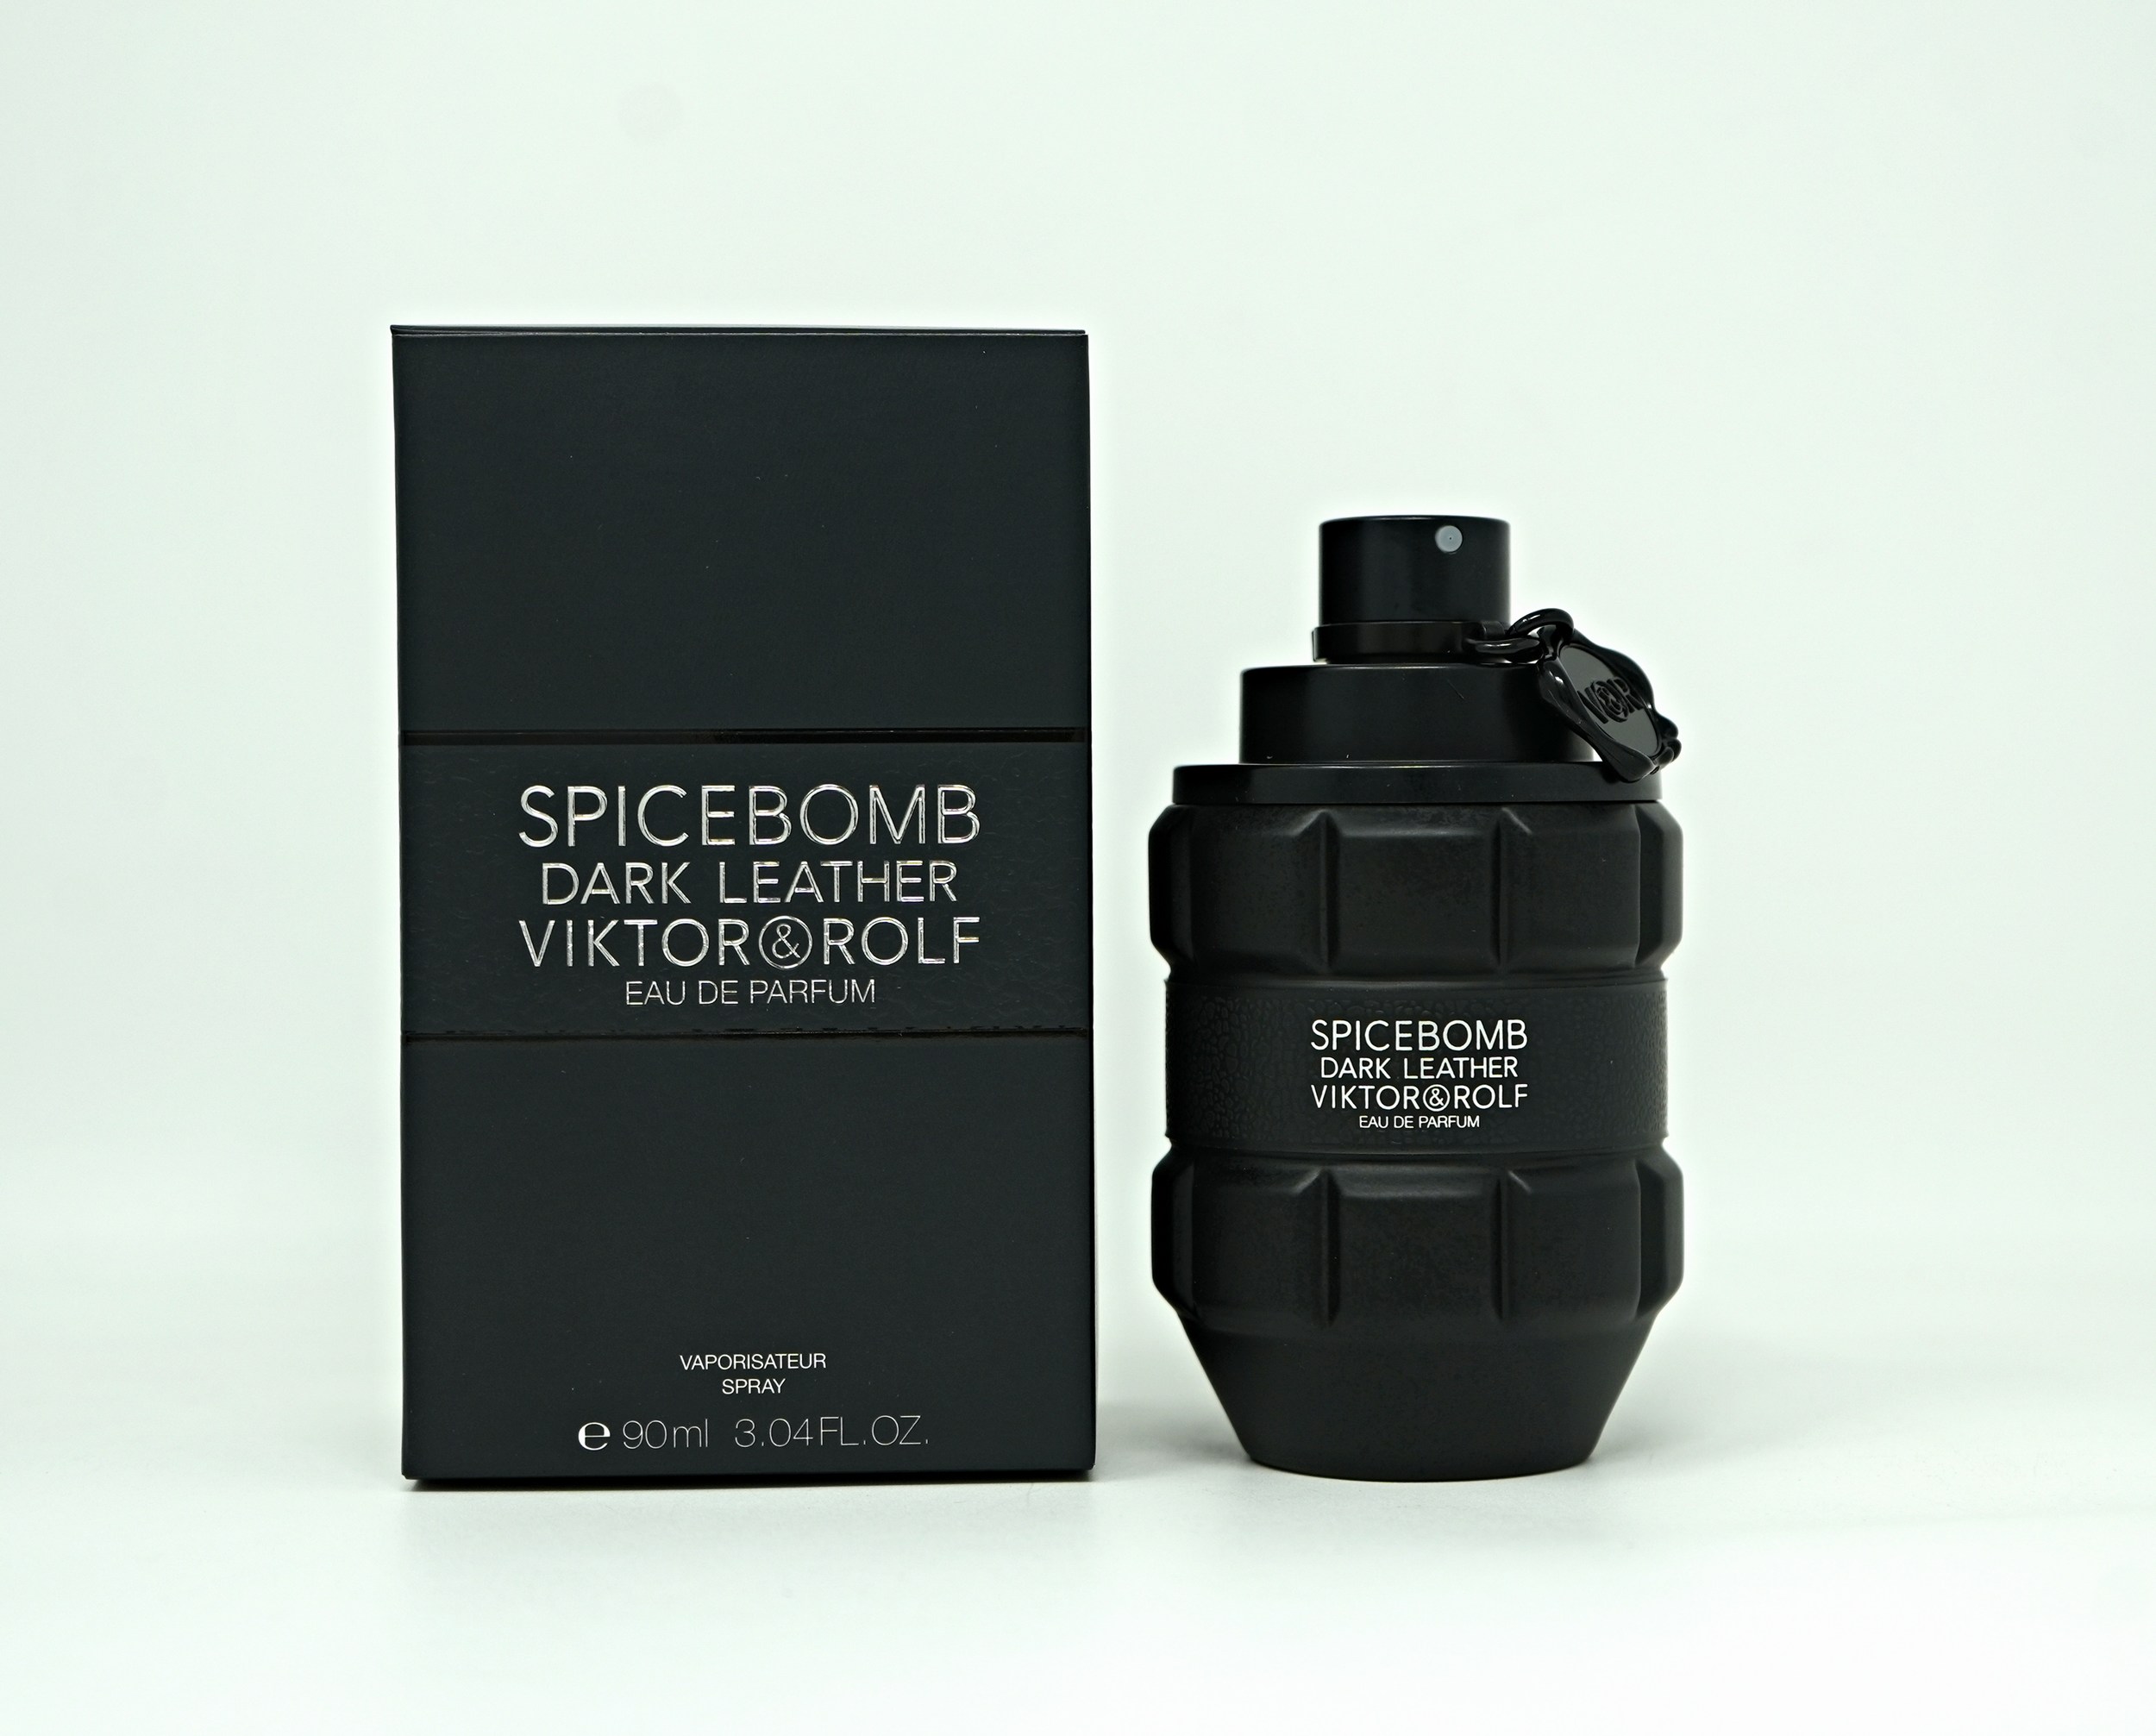 SPICEBOMB
DARK LEATHER
VIKTOR&ROLF
EAU DE PARFUM
VAPORISATEUR
SPRAY
℮ 90ml 3.04FL.OZ.
V&R
SPICEBOMB
DARK LEATHER
VIKTOR&ROLF
EAU DE PARFUM